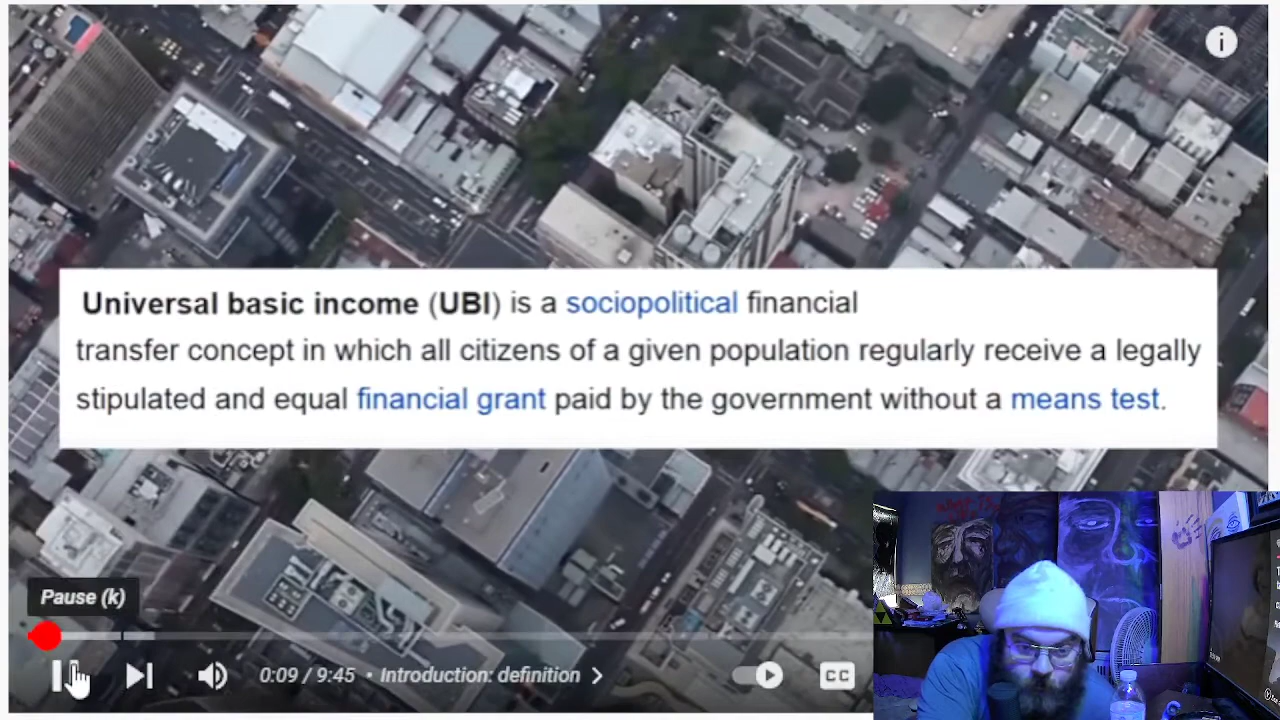 Universal basic income (UBI) is a sociopolitical financial
transfer concept in which all citizens of a given population regularly receive a legally
stipulated and equal financial grant paid by the government without a means test.
Pause (k)
0:09 / 9:45 • Introduction: definition
CC